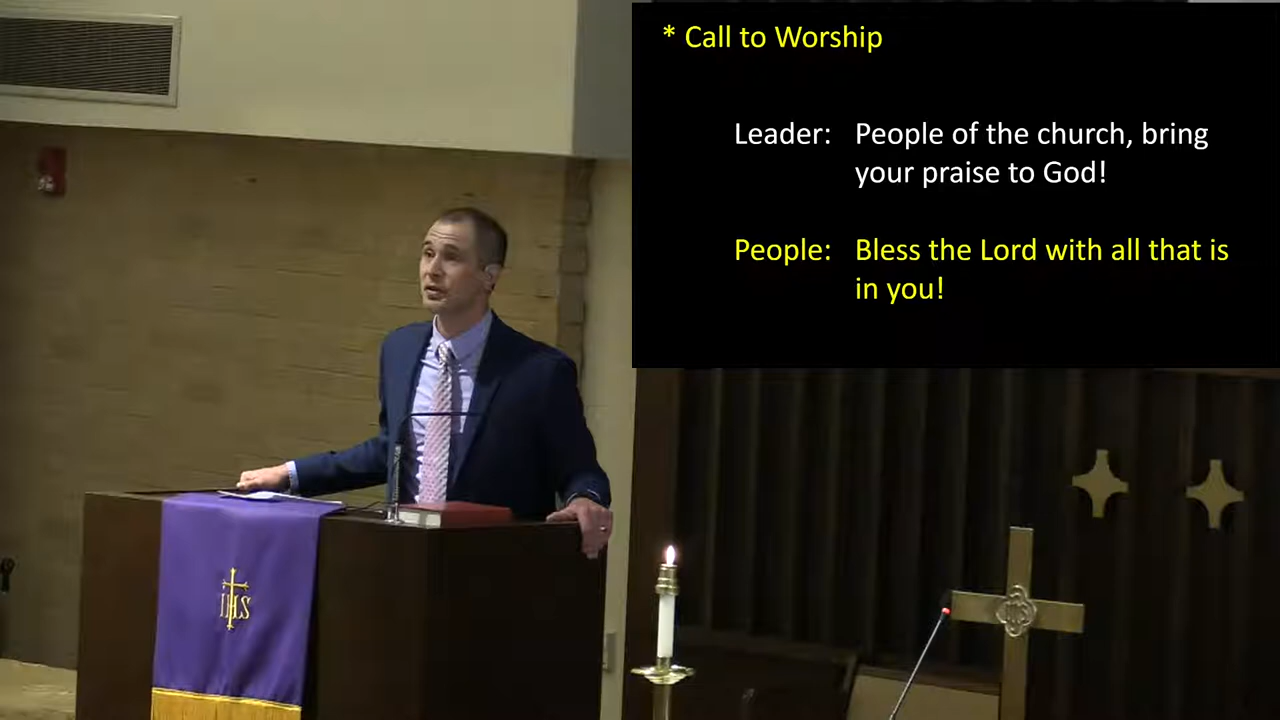 * Call to Worship
Leader: People of the church, bring
your praise to God!
People: Bless the Lord with all that is
in you!
IHS